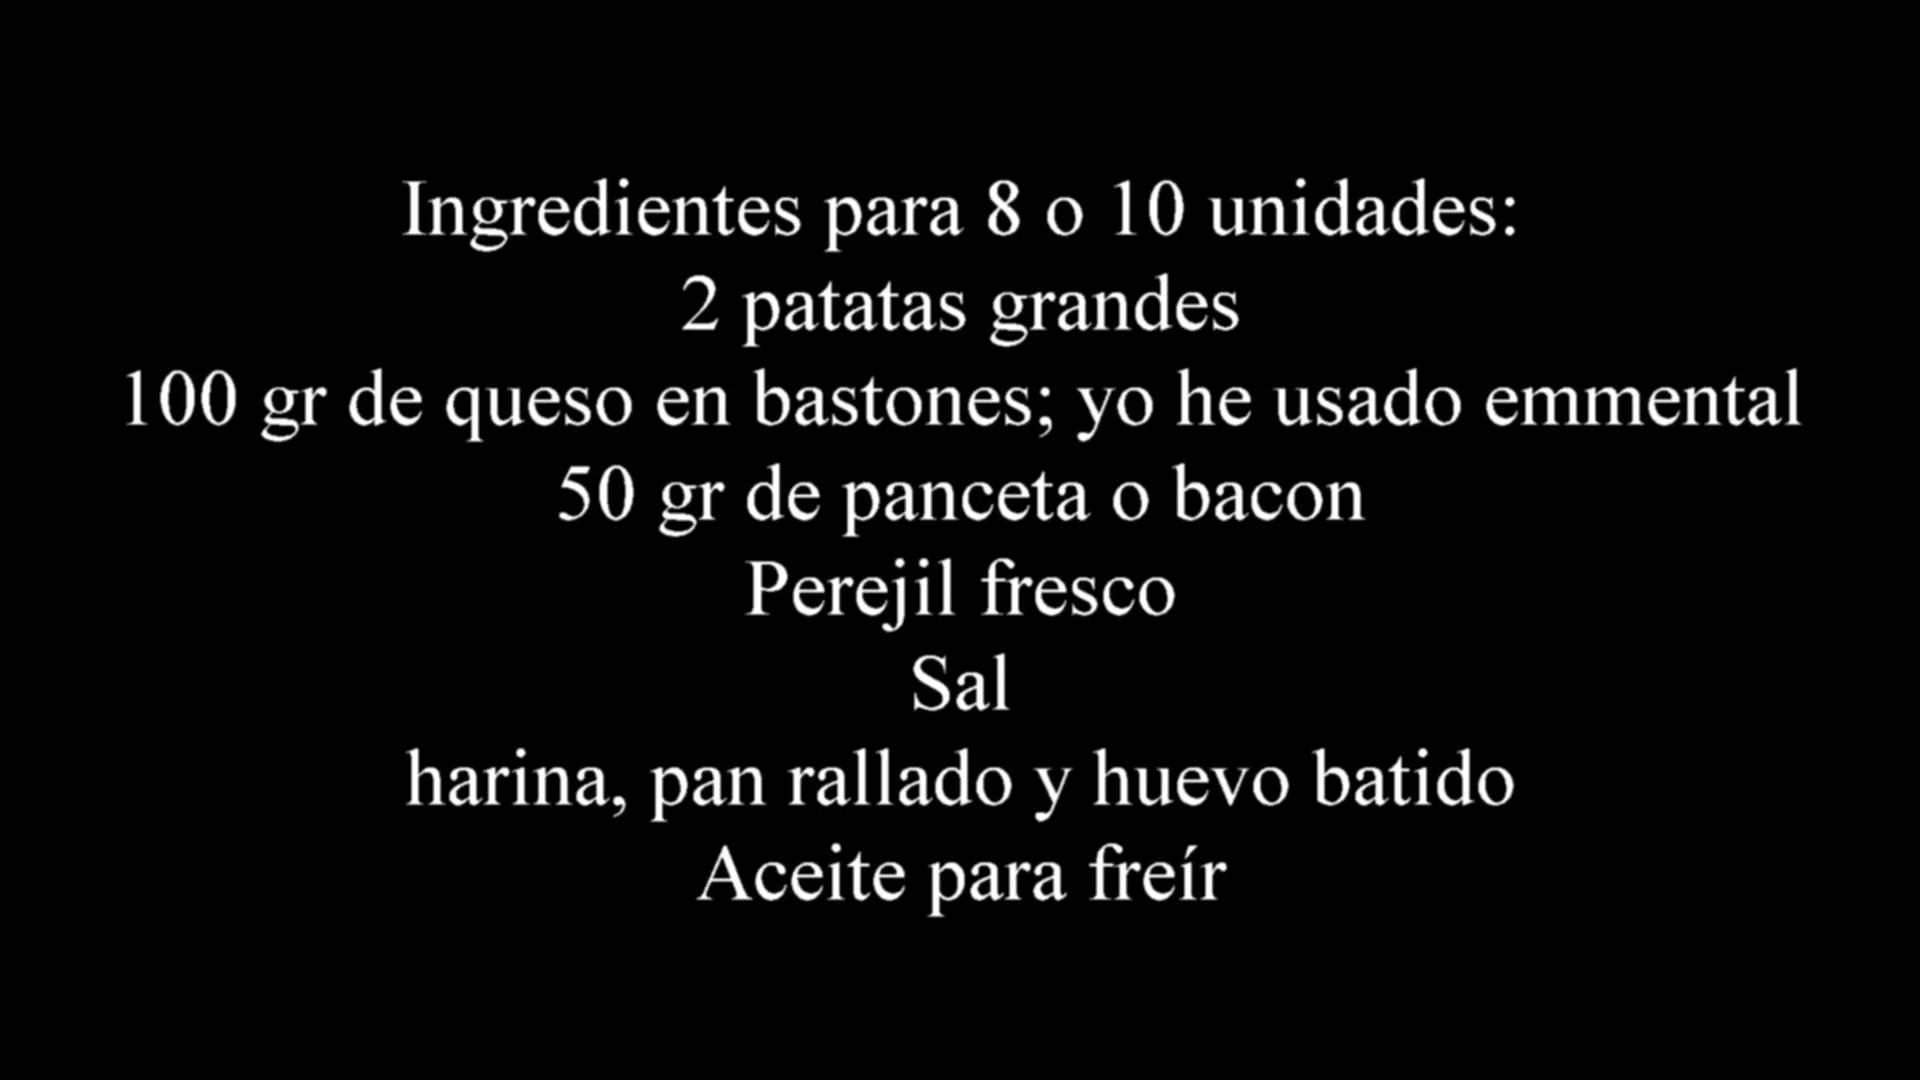 Ingredientes para 8 o 10 unidades:
2 patatas grandes
100 gr de queso en bastones; yo he usado emmental
50 gr de panceta o bacon
Perejil fresco
Sal
harina, pan rallado y huevo batido
Aceite para freír